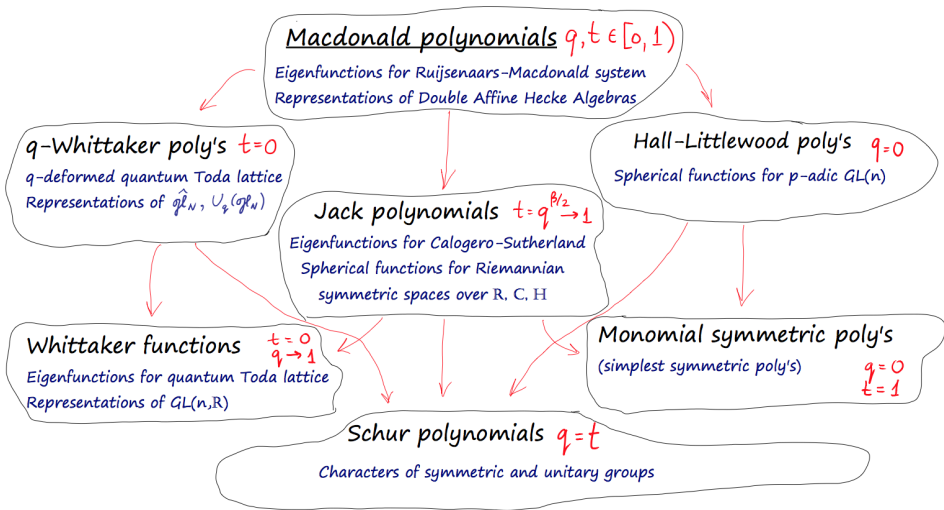 Macdonald polynomials q,t ∈ [0,1)
Eigenfunctions for Ruijsenaars-Macdonald system
Representations of Double Affine Hecke Algebras
q-Whittaker poly's t=0
q-deformed quantum Toda lattice
Representations of ĝl_N, U_q(gl_N)
Hall-Littlewood poly's q=0
Spherical functions for p-adic GL(n)
Jack polynomials t=q^{β/2}→1
Eigenfunctions for Calogero-Sutherland
Spherical functions for Riemannian
symmetric spaces over R, C, H
Whittaker functions t=0
q→1
Eigenfunctions for quantum Toda lattice
Representations of GL(n,R)
Monomial symmetric poly's
(simplest symmetric poly's) q=0
t=1
Schur polynomials q=t
Characters of symmetric and unitary groups